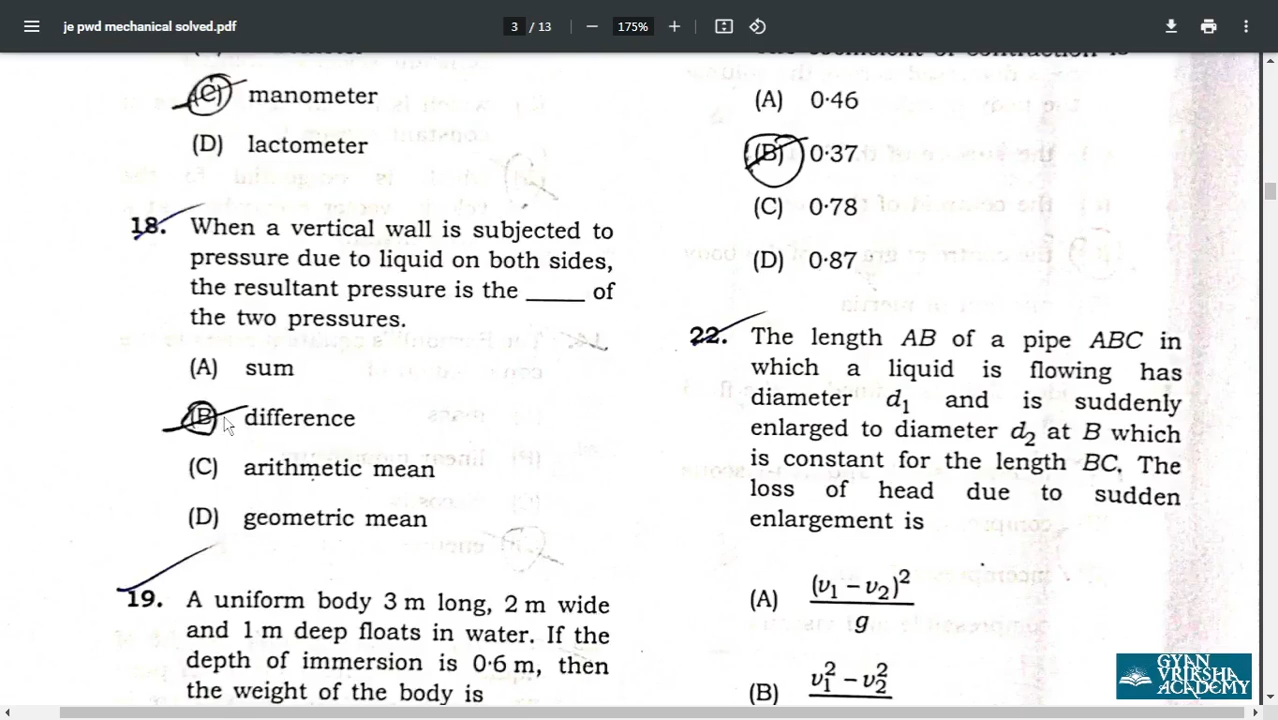 je pwd mechanical solved.pdf
3 / 13
175%
(C) manometer
(D) lactometer
18. When a vertical wall is subjected to
pressure due to liquid on both sides,
the resultant pressure is the _____ of
the two pressures.
(A) sum
(B) difference
(C) arithmetic mean
(D) geometric mean
19. A uniform body 3 m long, 2 m wide
and 1 m deep floats in water. If the
depth of immersion is 0·6 m, then
the weight of the body is
(A) 0·46
(B) 0·37
(C) 0·78
(D) 0·87
22. The length AB of a pipe ABC in
which a liquid is flowing has
diameter d₁ and is suddenly
enlarged to diameter d₂ at B which
is constant for the length BC. The
loss of head due to sudden
enlargement is
(A) (v₁ − v₂)²
g
(B) v₁² − v₂²
GYAN
VRIKSHA
ACADEMY